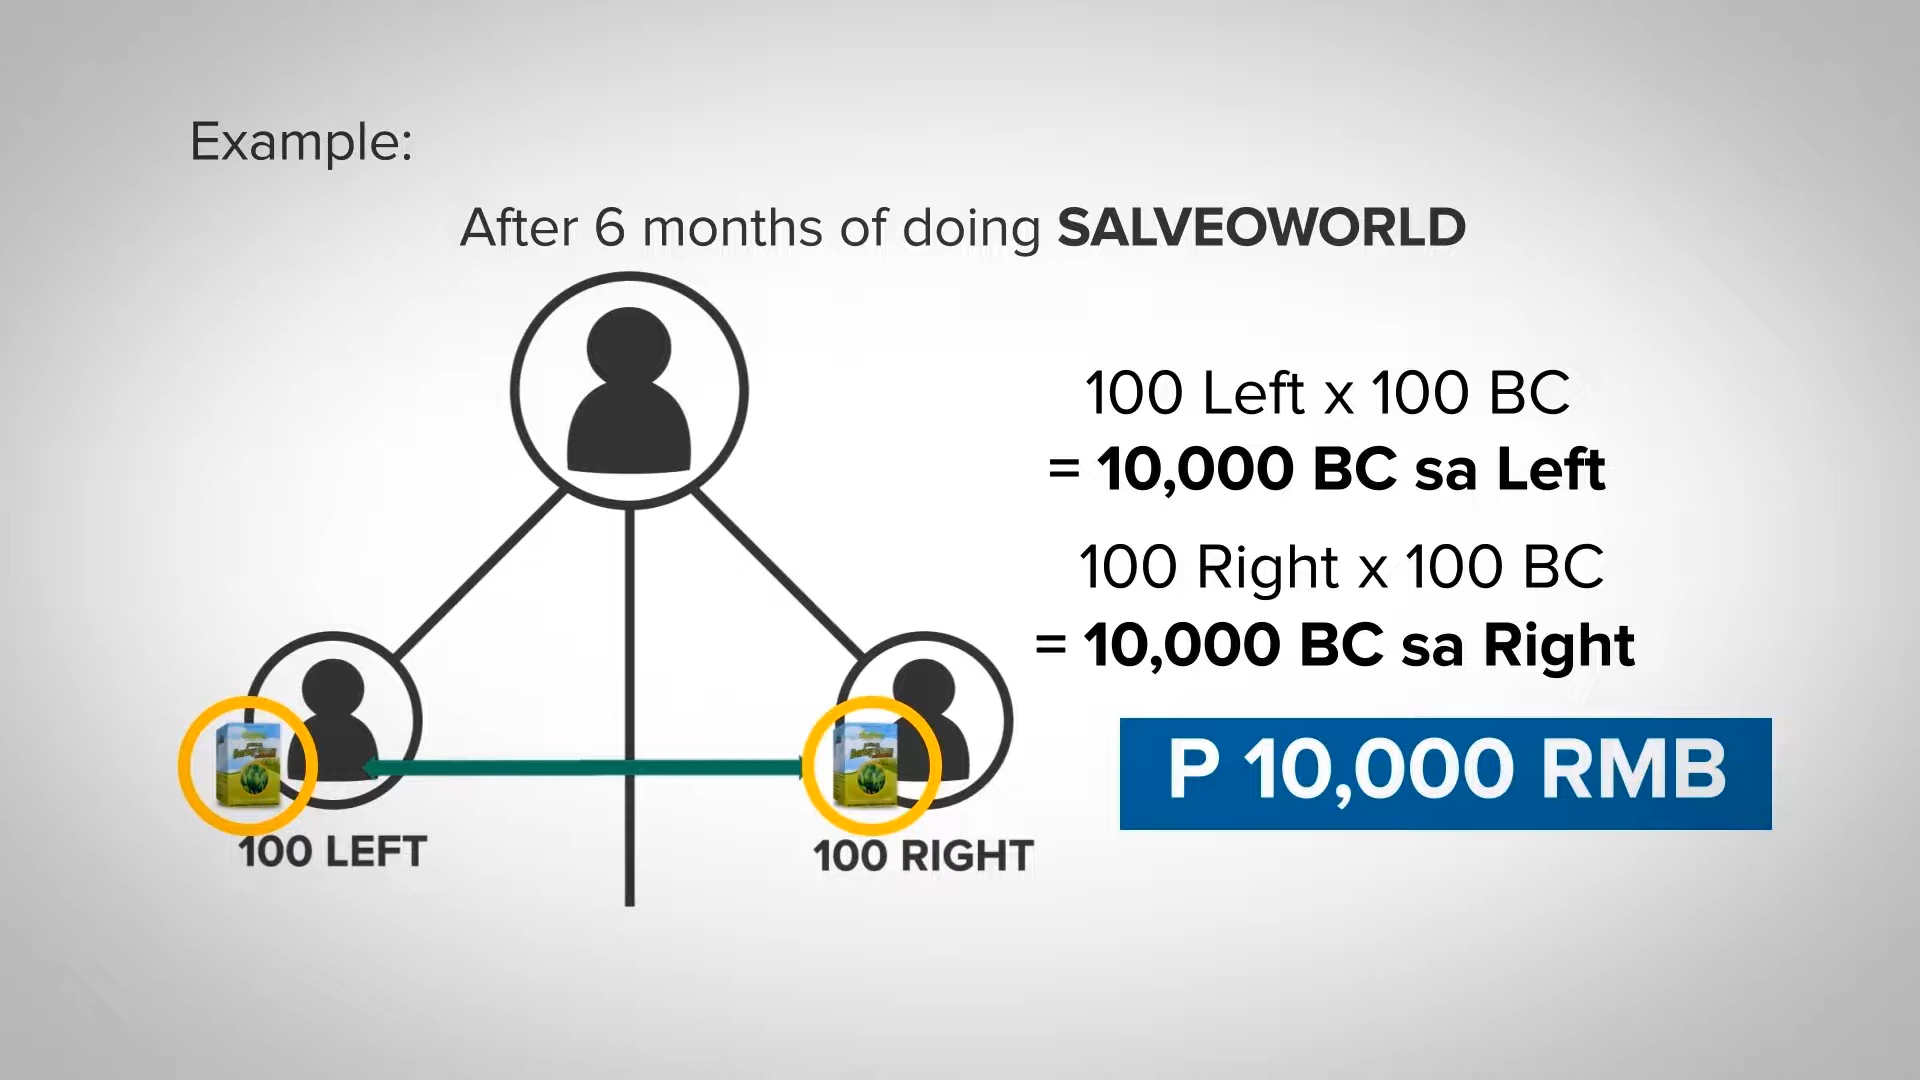 Example:
After 6 months of doing SALVEOWORLD
100 Left x 100 BC
= 10,000 BC sa Left
100 Right x 100 BC
= 10,000 BC sa Right
P 10,000 RMB
100 LEFT
100 RIGHT